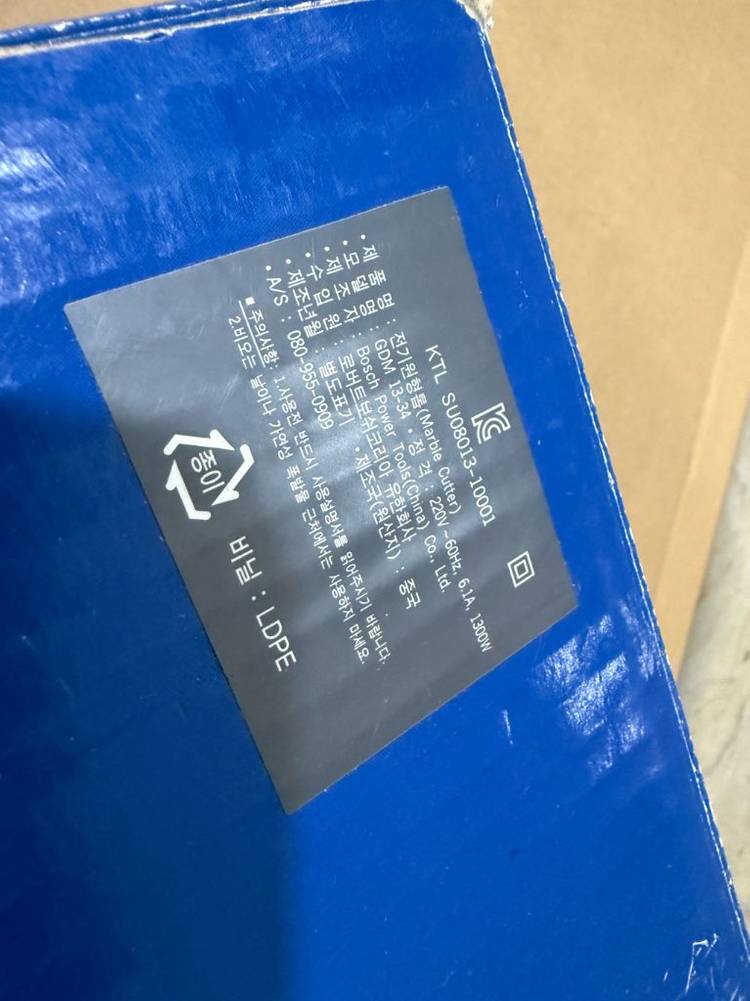 KC
KTL SU08013-10001
• 제 품 명 : 전기원형톱(Marble Cutter)
• 모 델 명 : GDM 13-34 • 정 격 : 220V~60Hz, 6.1A, 1300W
• 제 조 자 : Bosch Power Tools(China) Co., Ltd.
• 수 입 원 : 로버트보쉬코리아 유한회사
• 제조년월 : 별도표기 • 제조국(원산지) : 중국
• A/S : 080-955-0909
■ 주의사항: 1.사용전 반드시 사용설명서를 읽어주시기 바랍니다.
2.비오는 날이나 가연성 폭발물 근처에서는 사용하지 마세요.
종이
비닐 : LDPE